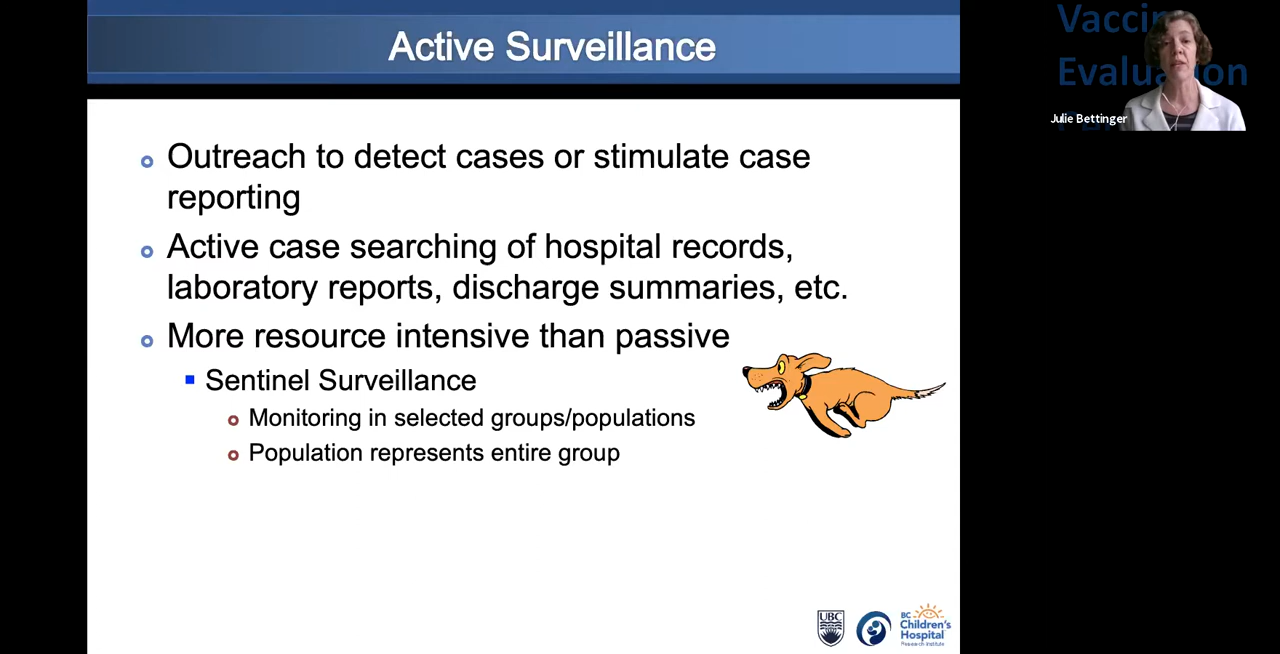 Active Surveillance
Outreach to detect cases or stimulate case
reporting
Active case searching of hospital records,
laboratory reports, discharge summaries, etc.
More resource intensive than passive
Sentinel Surveillance
Monitoring in selected groups/populations
Population represents entire group
Julie Bettinger
UBC
BC
Children's
Hospital
Research Institute